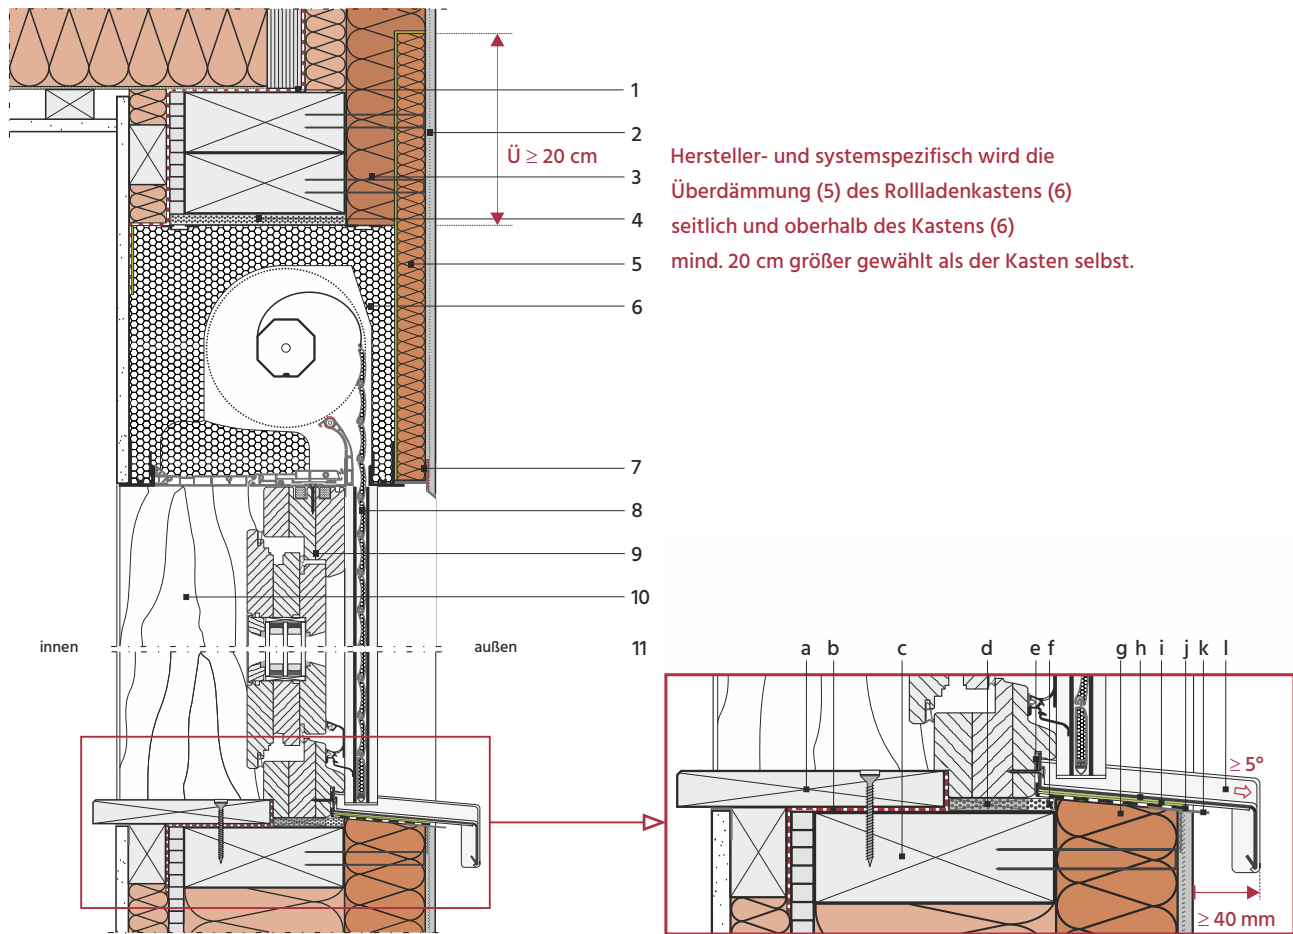 1
2
Ü ≥ 20 cm
3
4
5
6
7
8
9
10
11
Hersteller- und systemspezifisch wird die
Überdämmung (5) des Rollladenkastens (6)
seitlich und oberhalb des Kastens (6)
mind. 20 cm größer gewählt als der Kasten selbst.
innen
außen
a b c d e f g h i j k l
≥ 5°
≥ 40 mm